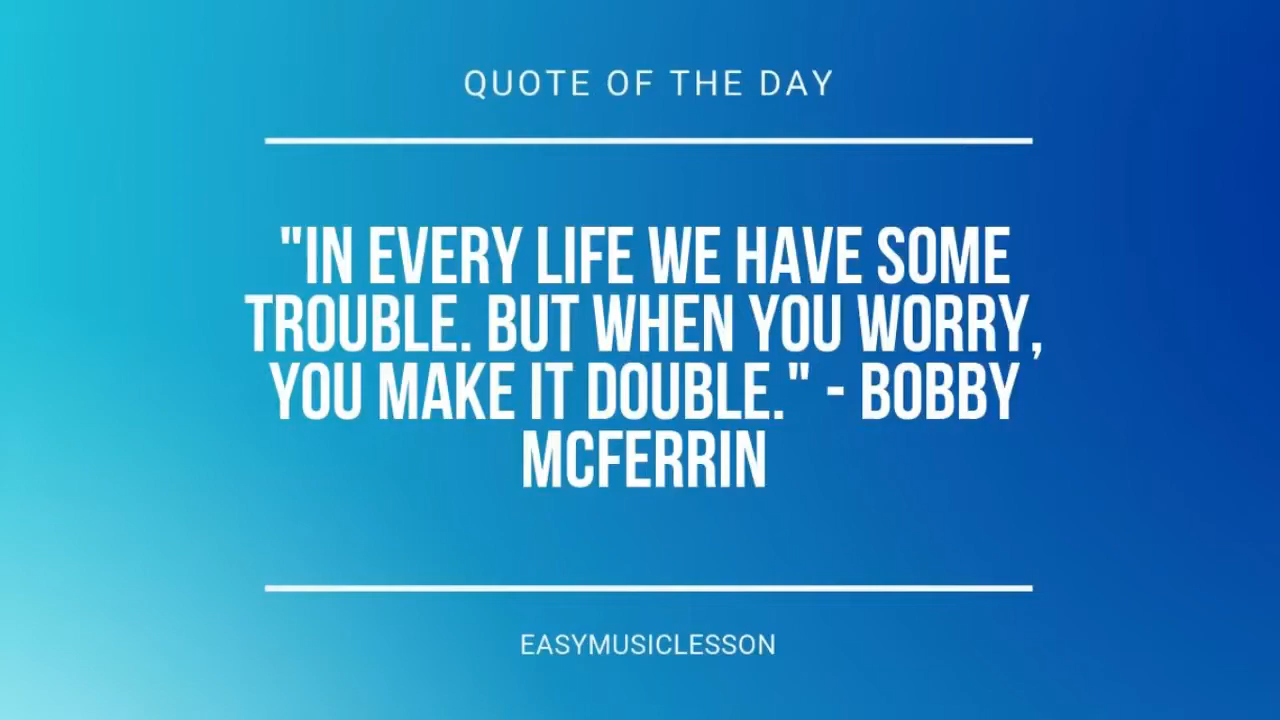 QUOTE OF THE DAY
"IN EVERY LIFE WE HAVE SOME
TROUBLE. BUT WHEN YOU WORRY,
YOU MAKE IT DOUBLE." - BOBBY
MCFERRIN
EASYMUSICLESSON